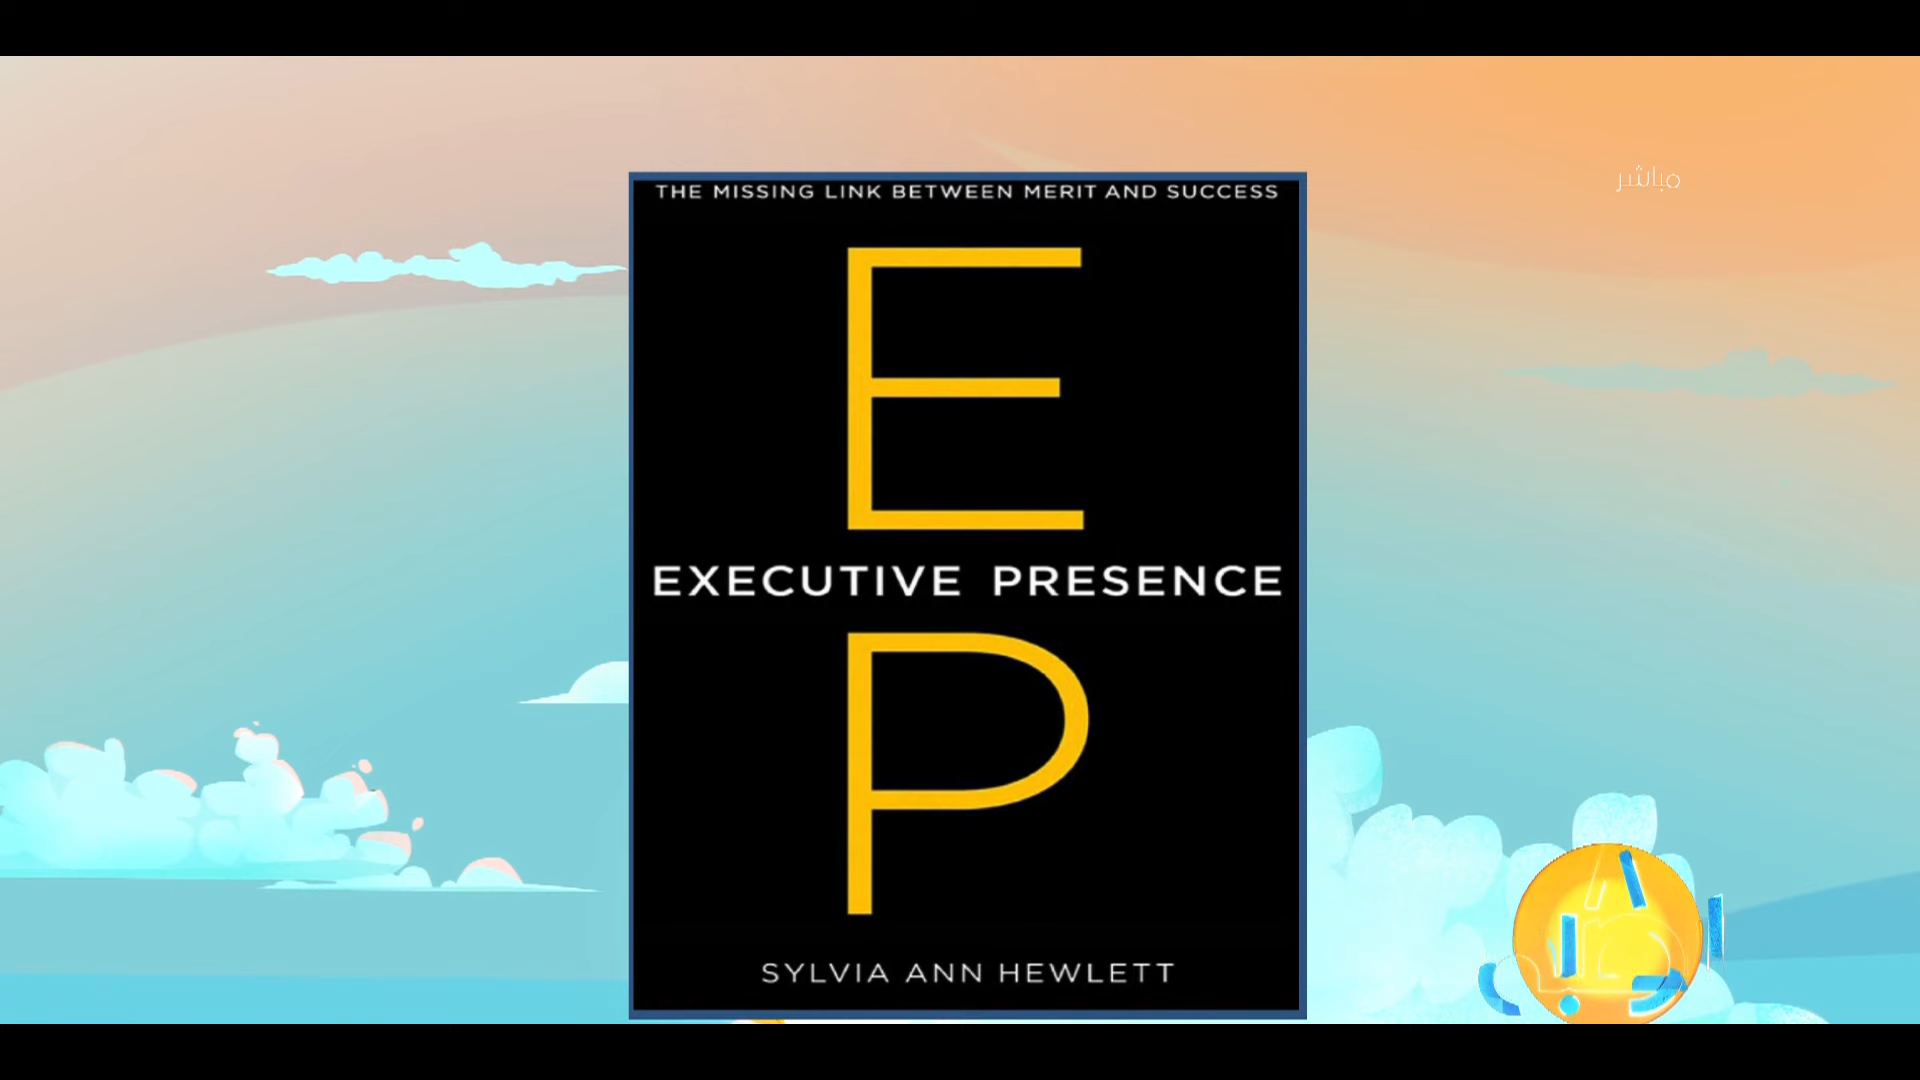 مباشر
THE MISSING LINK BETWEEN MERIT AND SUCCESS
E
EXECUTIVE PRESENCE
P
SYLVIA ANN HEWLETT